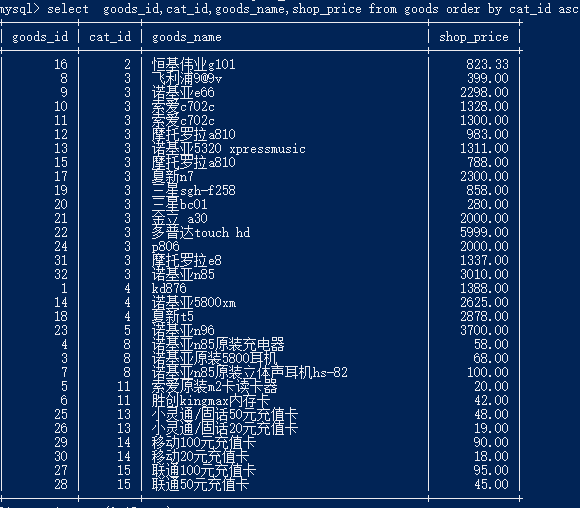 mysql> select  goods_id,cat_id,goods_name,shop_price from goods order by cat_id asc
goods_id | cat_id | goods_name | shop_price
16 | 2 | 恒基伟业g101 | 823.33
8 | 3 | 飞利浦9@9v | 399.00
9 | 3 | 诺基亚e66 | 2298.00
10 | 3 | 索爱c702c | 1328.00
11 | 3 | 索爱c702c | 1300.00
12 | 3 | 摩托罗拉a810 | 983.00
13 | 3 | 诺基亚5320 xpressmusic | 1311.00
15 | 3 | 摩托罗拉a810 | 788.00
17 | 3 | 夏新n7 | 2300.00
19 | 3 | 三星sgh-f258 | 858.00
20 | 3 | 三星bc01 | 280.00
21 | 3 | 金立 a30 | 2000.00
22 | 3 | 多普达touch hd | 5999.00
24 | 3 | p806 | 2000.00
31 | 3 | 摩托罗拉e8 | 1337.00
32 | 3 | 诺基亚n85 | 3010.00
1 | 4 | kd876 | 1388.00
14 | 4 | 诺基亚5800xm | 2625.00
18 | 4 | 夏新t5 | 2878.00
23 | 5 | 诺基亚n96 | 3700.00
4 | 8 | 诺基亚n85原装充电器 | 58.00
3 | 8 | 诺基亚原装5800耳机 | 68.00
7 | 8 | 诺基亚n85原装立体声耳机hs-82 | 100.00
5 | 11 | 索爱原装m2卡读卡器 | 20.00
6 | 11 | 胜创kingmax内存卡 | 42.00
25 | 13 | 小灵通/固话50元充值卡 | 48.00
26 | 13 | 小灵通/固话20元充值卡 | 19.00
29 | 14 | 移动100元充值卡 | 90.00
30 | 14 | 移动20元充值卡 | 18.00
27 | 15 | 联通100元充值卡 | 95.00
28 | 15 | 联通50元充值卡 | 45.00